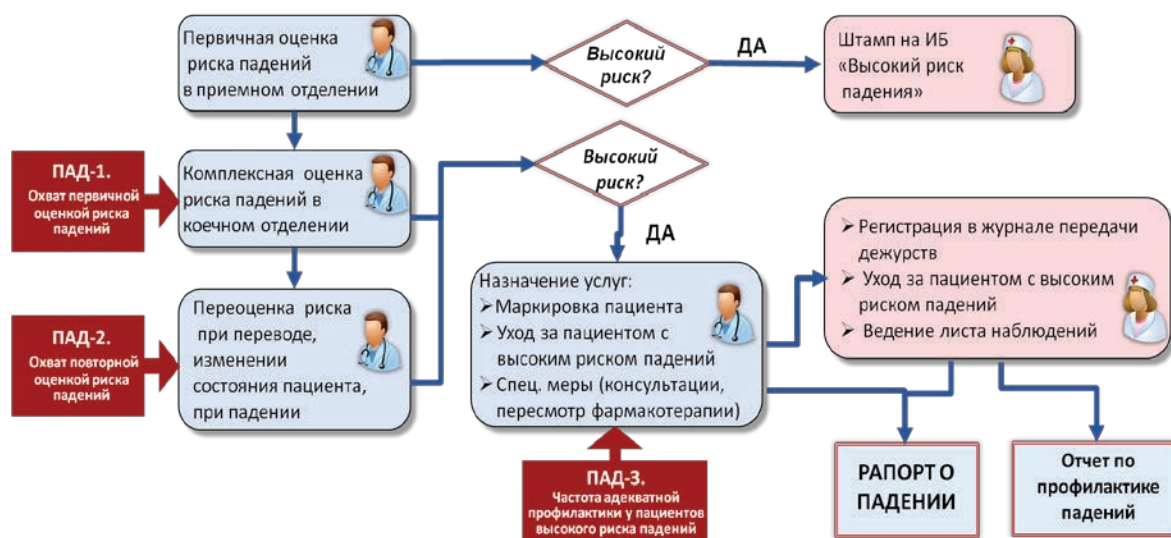 Первичная оценка
риска падений
в приемном отделении
Высокий
риск?
ДА
Штамп на ИБ
«Высокий риск
падения»
ПАД-1.
Охват первичной
оценкой риска
падений
Комплексная оценка
риска падений в
коечном отделении
Высокий
риск?
ДА
ПАД-2.
Охват повторной
оценкой риска
падений
Переоценка риска
при переводе,
изменении
состояния пациента,
при падении
Назначение услуг:
➢ Маркировка пациента
➢ Уход за пациентом с
высоким риском падений
➢ Спец. меры (консультации,
пересмотр фармакотерапии)
➢ Регистрация в журнале передачи
дежурств
➢ Уход за пациентом с высоким
риском падений
➢ Ведение листа наблюдений
ПАД-3.
Частота адекватной
профилактики у пациентов
высокого риска падений
РАПОРТ О
ПАДЕНИИ
Отчет по
профилактике
падений